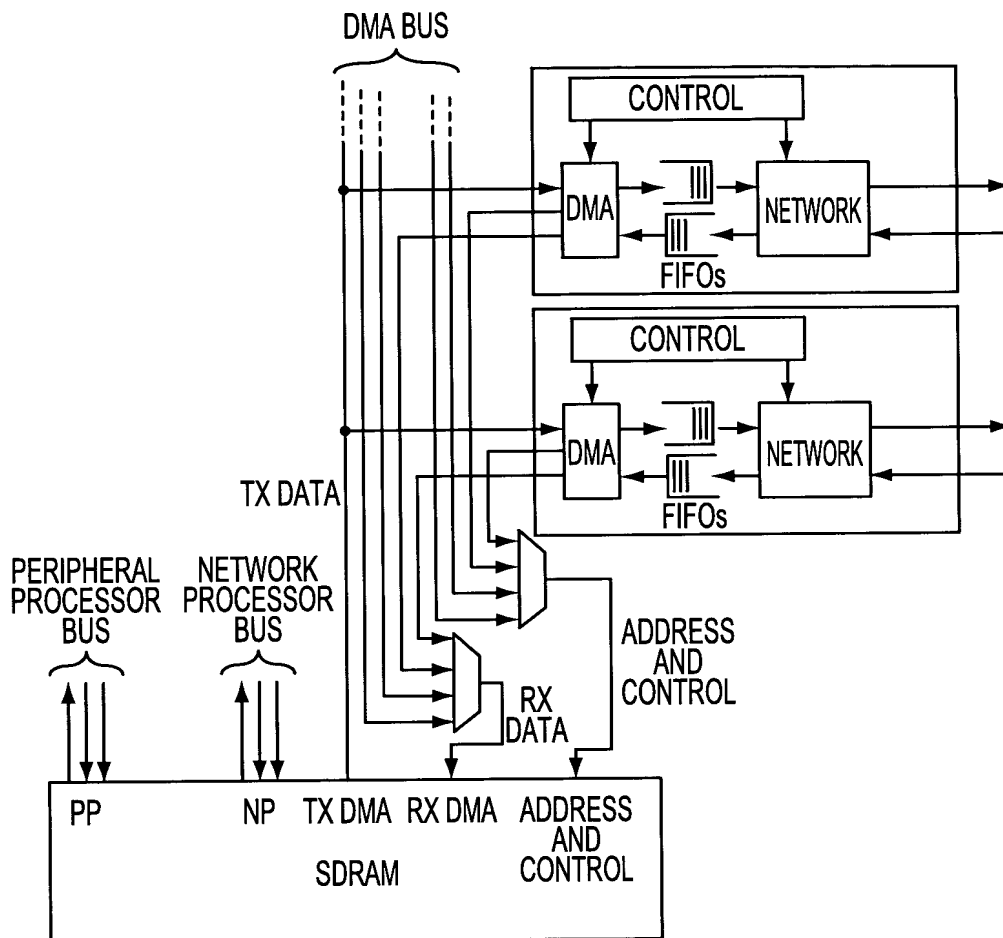 DMA BUS
CONTROL
DMA
NETWORK
FIFOs
CONTROL
DMA
NETWORK
FIFOs
TX DATA
PERIPHERAL
PROCESSOR
BUS
NETWORK
PROCESSOR
BUS
ADDRESS
AND
CONTROL
RX
DATA
PP
NP
TX DMA
RX DMA
ADDRESS
AND
CONTROL
SDRAM